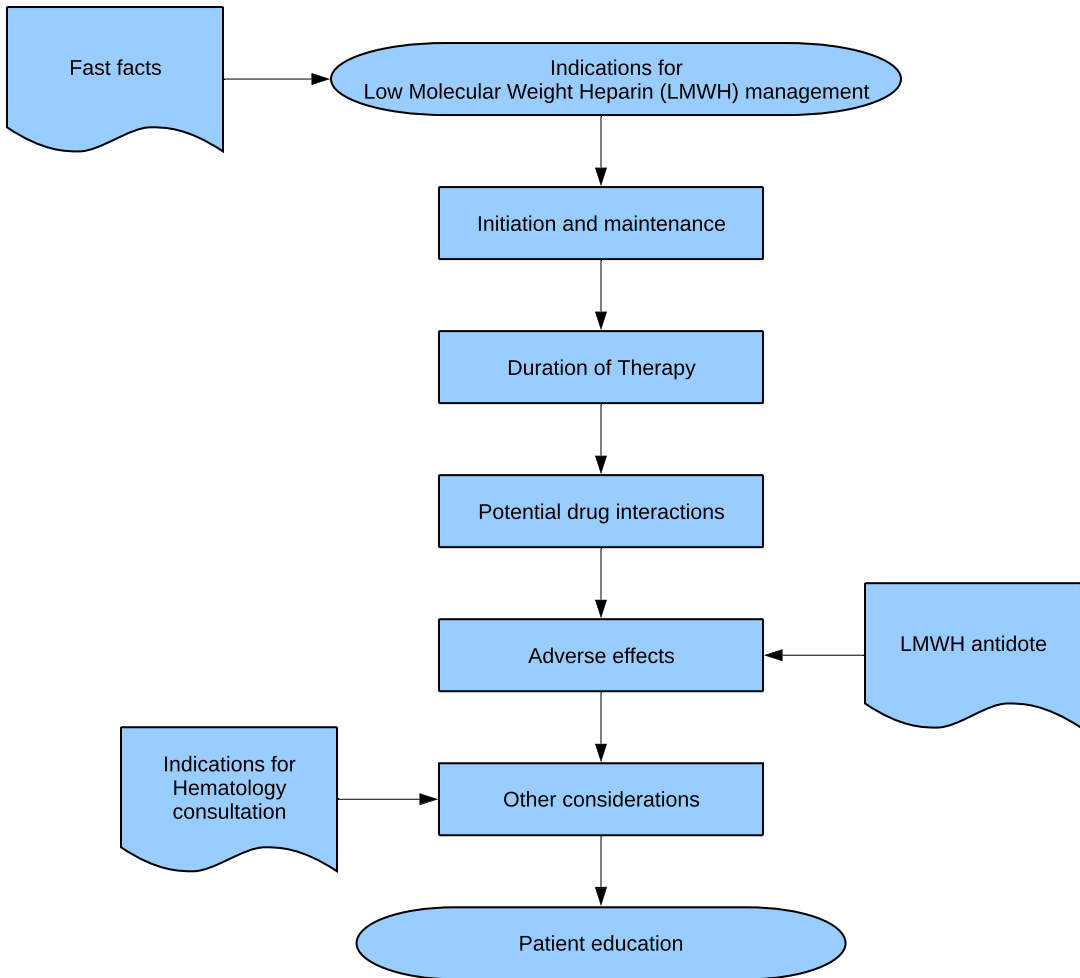 Fast facts
Indications for
Low Molecular Weight Heparin (LMWH) management
Initiation and maintenance
Duration of Therapy
Potential drug interactions
Adverse effects
LMWH antidote
Indications for
Hematology
consultation
Other considerations
Patient education